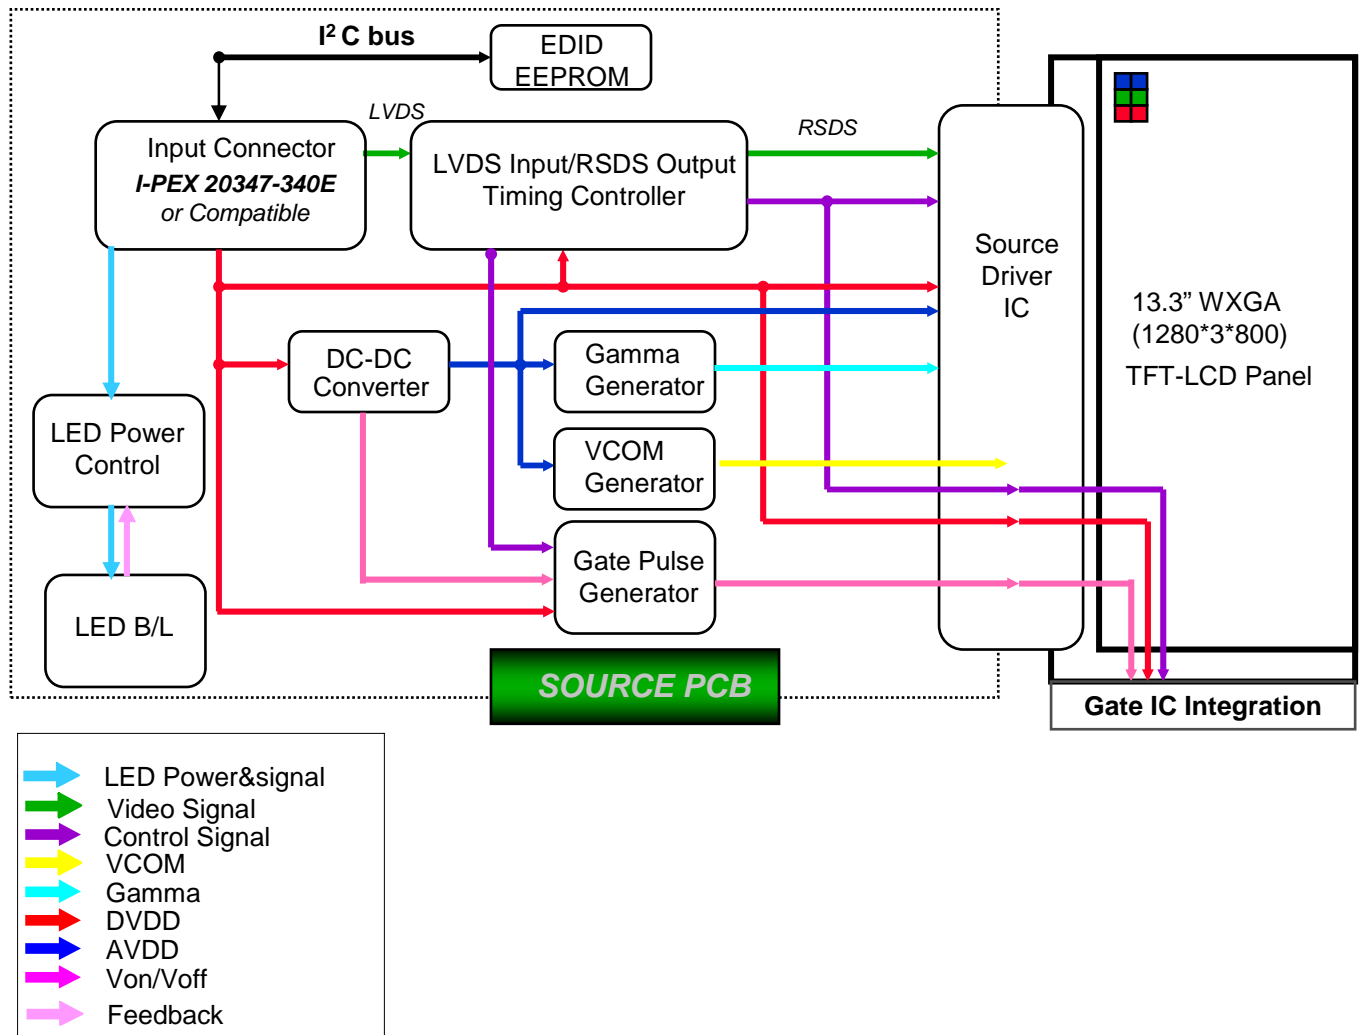 I² C bus
EDID
EEPROM
LVDS
RSDS
Input Connector
I-PEX 20347-340E
or Compatible
LVDS Input/RSDS Output
Timing Controller
Source
Driver
IC
13.3” WXGA
(1280*3*800)
TFT-LCD Panel
DC-DC
Converter
Gamma
Generator
LED Power
Control
VCOM
Generator
Gate Pulse
Generator
LED B/L
SOURCE PCB
Gate IC Integration
LED Power&signal
Video Signal
Control Signal
VCOM
Gamma
DVDD
AVDD
Von/Voff
Feedback